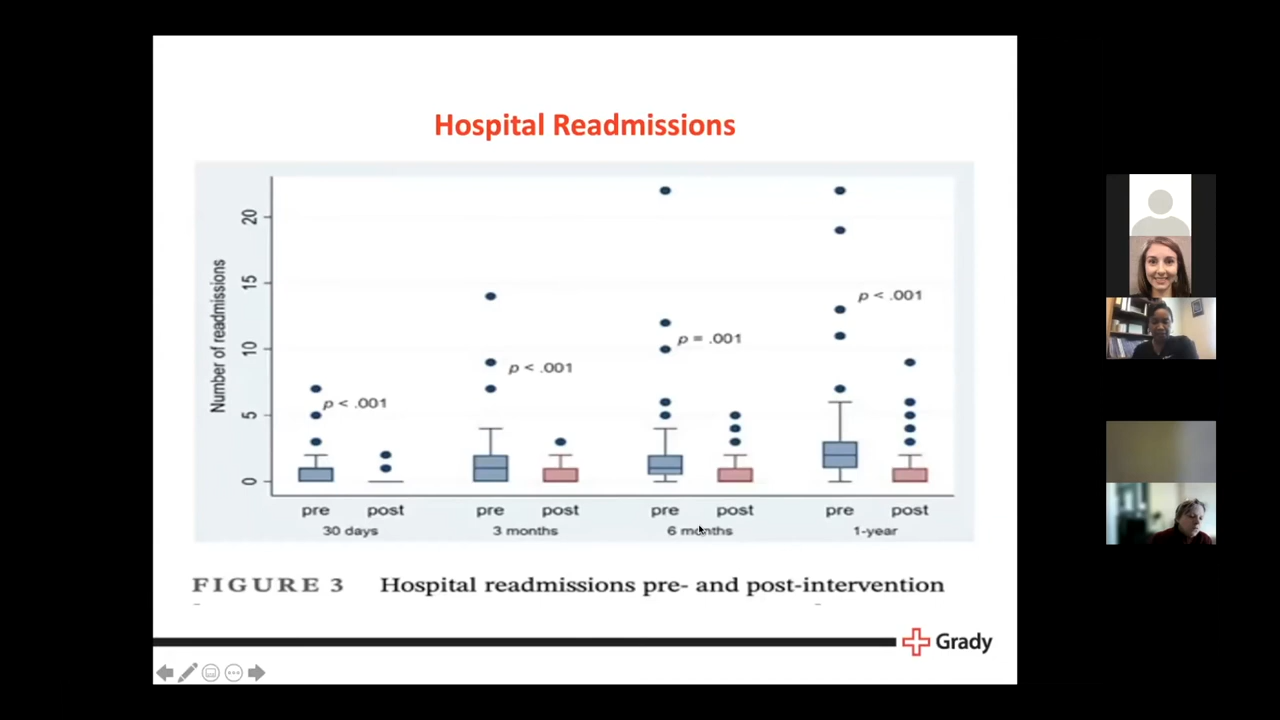 Hospital Readmissions
Number of readmissions
20
15
10
5
0
p < .001
p < .001
p = .001
p < .001
pre post pre post pre post pre post
30 days 3 months 6 months 1-year
FIGURE 3 Hospital readmissions pre- and post-intervention
Grady